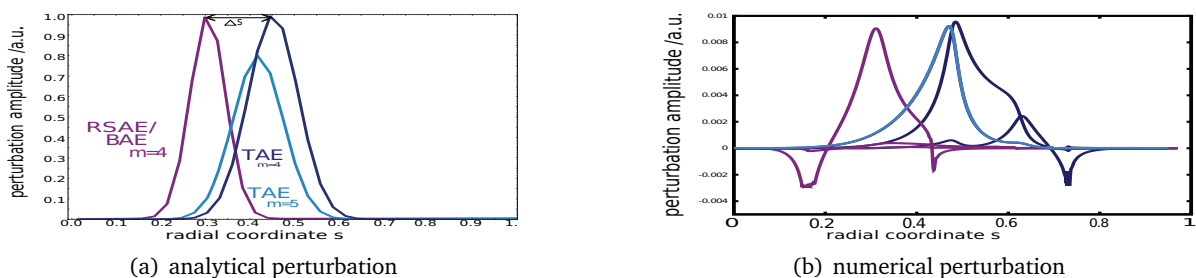 perturbation amplitude /a.u.
1.0
0.9
0.8
0.7
0.6
0.5
0.4
0.3
0.2
0.1
ΔS
RSAE/
BAE
m=4
TAE
m=4
TAE
m=5
0.0 0.1 0.2 0.3 0.4 0.5 0.6 0.7 0.8 0.9 1.
radial coordinate s
(a) analytical perturbation
perturbation amplitude /a.u.
0.01
0.008
0.006
0.004
0.002
0
-0.002
-0.004
0.2 0.4 0.6 0.8 1
radial coordinate s
(b) numerical perturbation